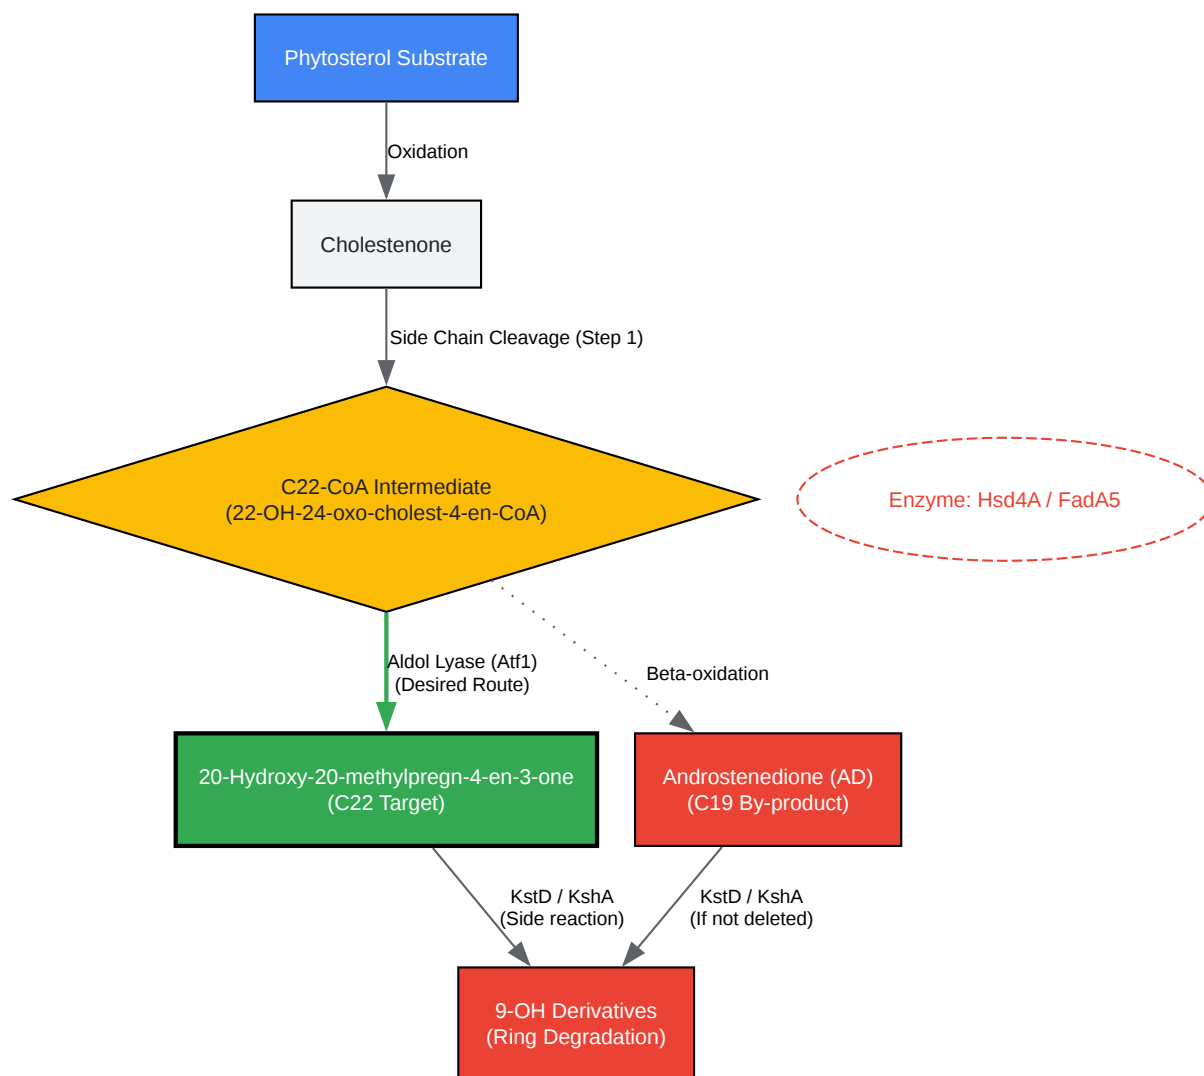 Phytosterol Substrate
Oxidation
Cholestenone
Side Chain Cleavage (Step 1)
C22-CoA Intermediate
(22-OH-24-oxo-cholest-4-en-CoA)
Enzyme: Hsd4A / FadA5
Aldol Lyase (Atf1)
(Desired Route)
Beta-oxidation
20-Hydroxy-20-methylpregn-4-en-3-one
(C22 Target)
Androstenedione (AD)
(C19 By-product)
KstD / KshA
(Side reaction)
KstD / KshA
(If not deleted)
9-OH Derivatives
(Ring Degradation)